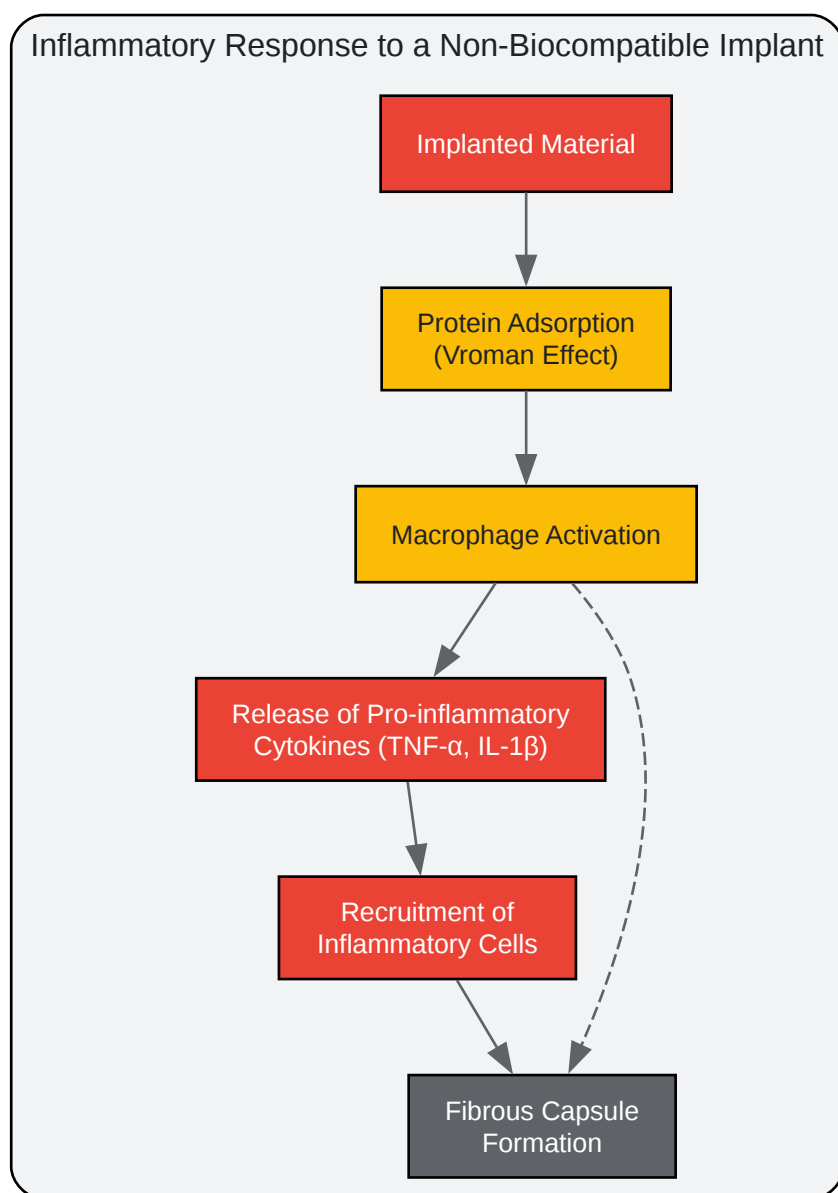 Inflammatory Response to a Non-Biocompatible Implant
Implanted Material
Protein Adsorption
(Vroman Effect)
Macrophage Activation
Release of Pro-inflammatory
Cytokines (TNF-α, IL-1β)
Recruitment of
Inflammatory Cells
Fibrous Capsule
Formation